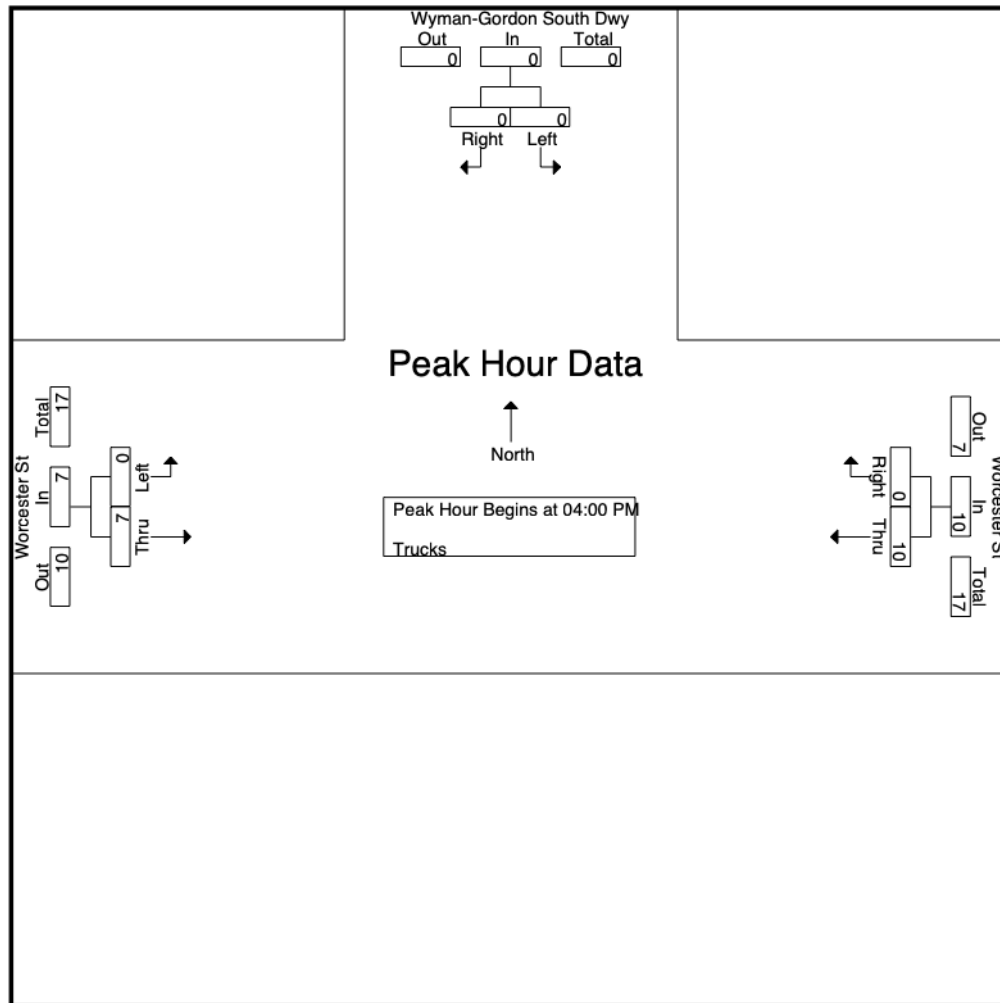 Wyman-Gordon South Dwy
Out In Total
0 0 0
0 0
Right Left
Peak Hour Data
North
Peak Hour Begins at 04:00 PM
Trucks
Worcester St
Total In Out
17 7 10
0 7
Left Thru
Worcester St
Out In Total
7 10 17
0 10
Right Thru